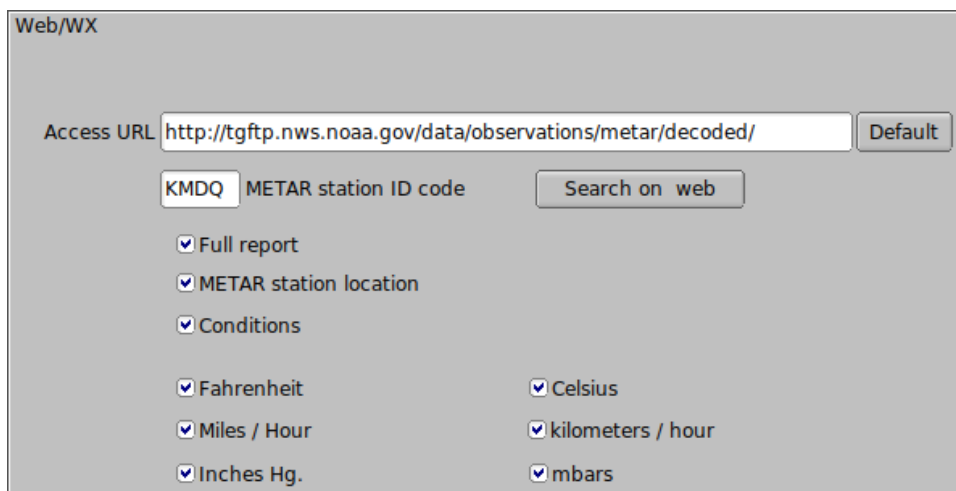 Web/WX
Access URL http://tgftp.nws.noaa.gov/data/observations/metar/decoded/ Default
KMDQ METAR station ID code Search on web
Full report
METAR station location
Conditions
Fahrenheit Celsius
Miles / Hour kilometers / hour
Inches Hg. mbars